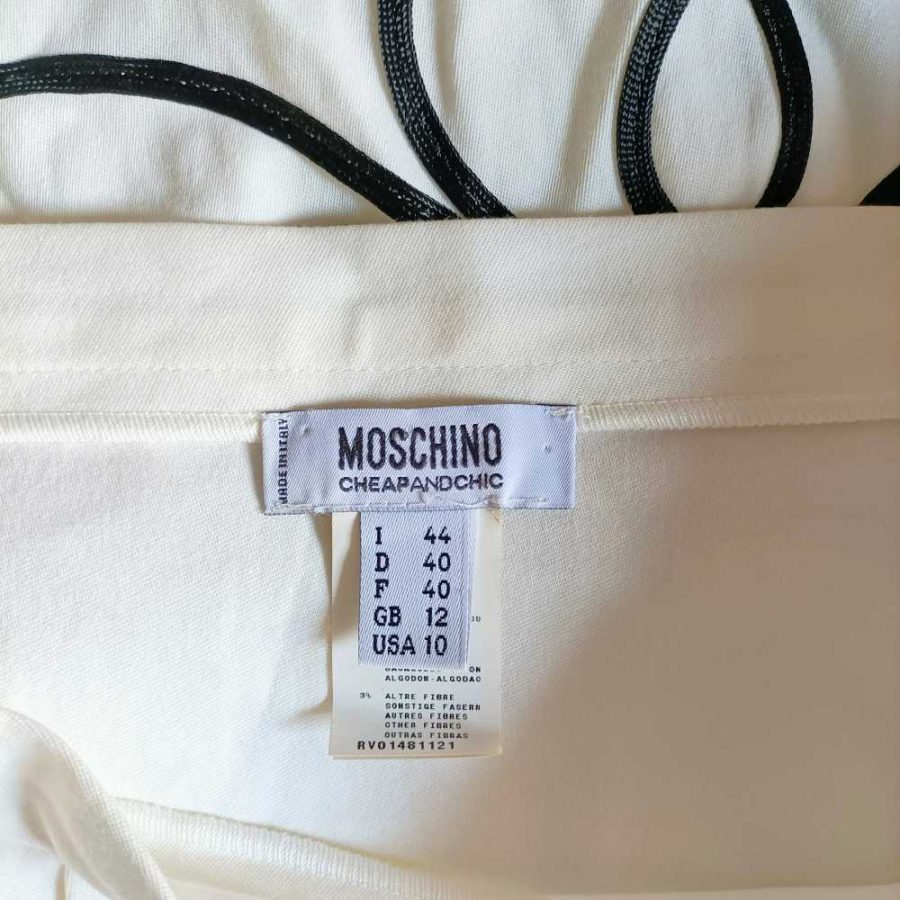 MADE IN ITALY
MOSCHINO
CHEAPANDCHIC
I 44
D 40
F 40
GB 12
USA 10
ON
ALGODON-ALGODAO
3% ALTRE FIBRE
SONSTIGE FASERN
AUTRES FIBRES
OTHER FIBRES
OUTRAS FIBRAS
RV01481121